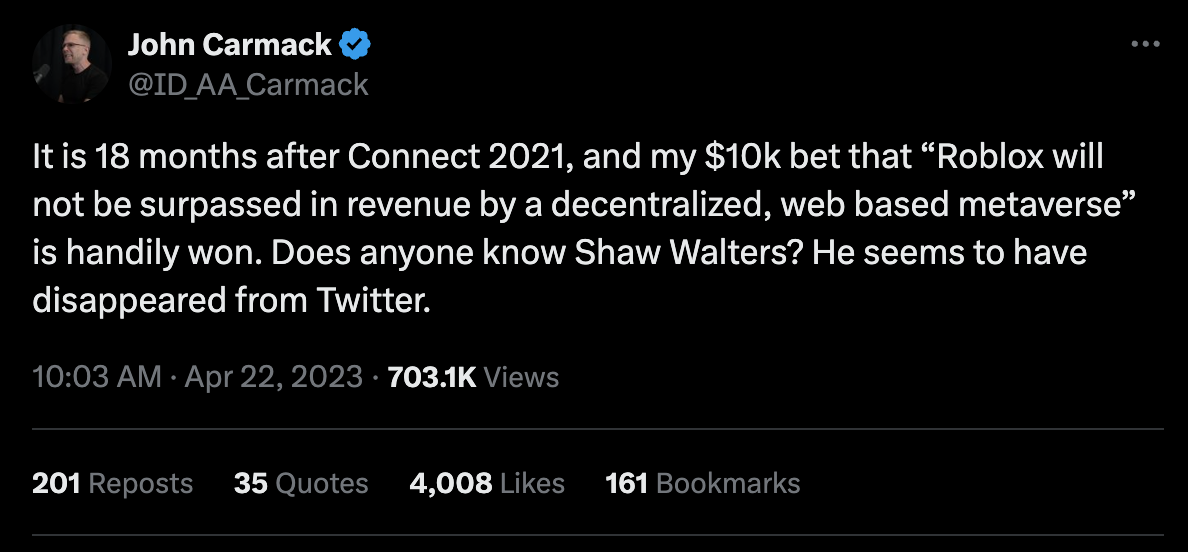 John Carmack
@ID_AA_Carmack
It is 18 months after Connect 2021, and my $10k bet that “Roblox will
not be surpassed in revenue by a decentralized, web based metaverse”
is handily won. Does anyone know Shaw Walters? He seems to have
disappeared from Twitter.
10:03 AM · Apr 22, 2023 · 703.1K Views
201 Reposts 35 Quotes 4,008 Likes 161 Bookmarks